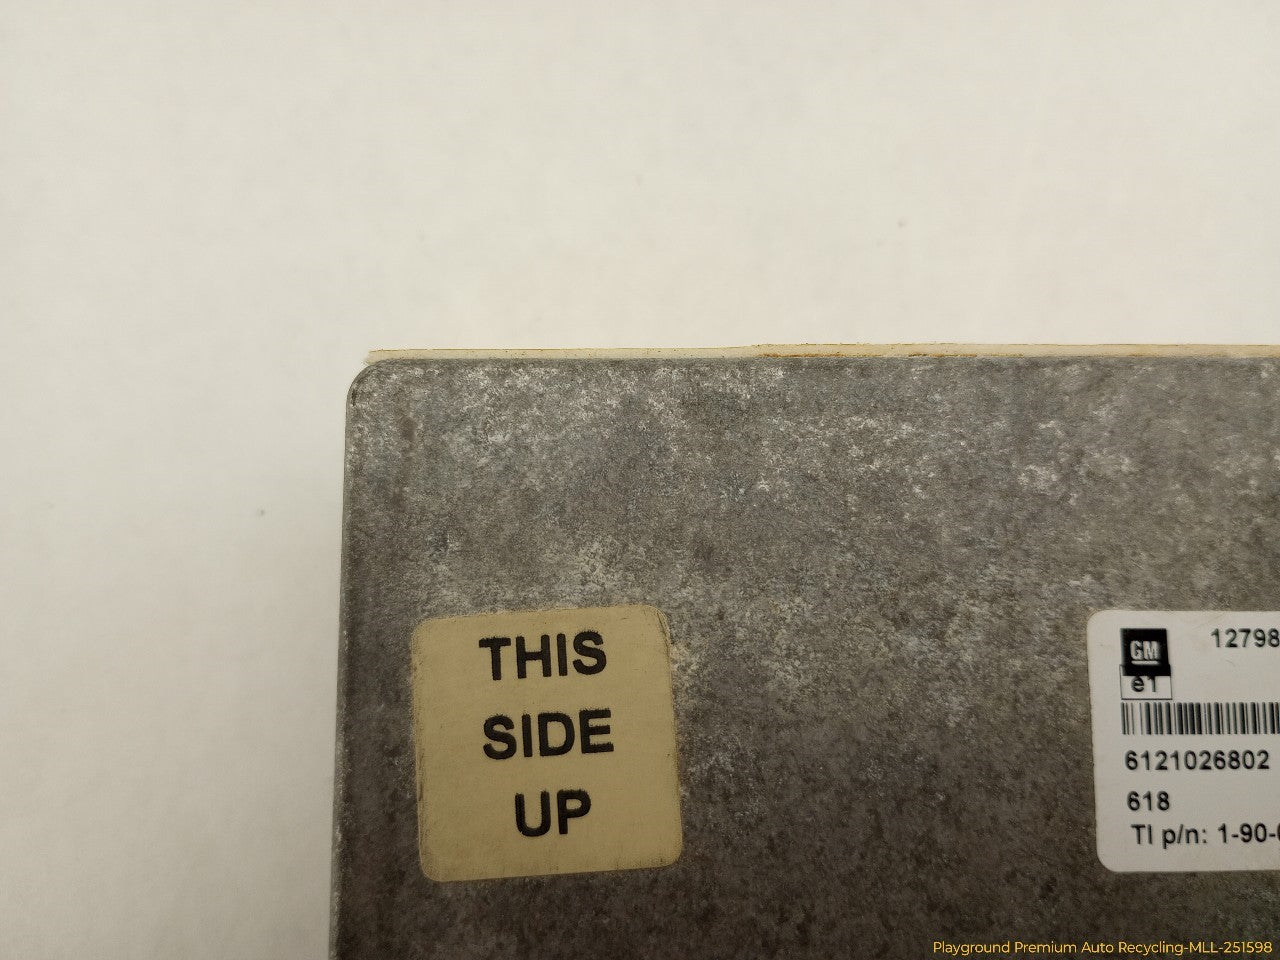 THIS
SIDE
UP
GM
12798
e1
6121026802
618
TI p/n: 1-90-
Playground Premium Auto Recycling-MLL-251598